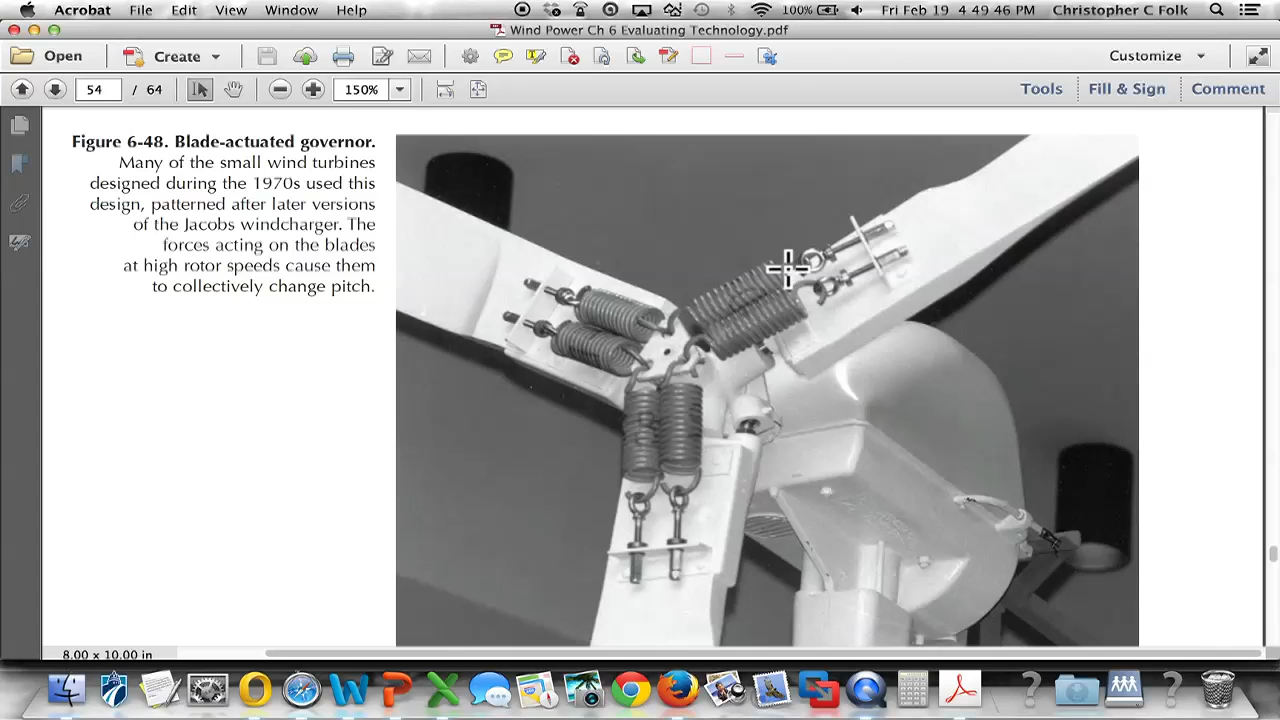 Acrobat File Edit View Window Help 100% Fri Feb 19 4:49:46 PM Christopher C Folk
Wind Power Ch 6 Evaluating Technology.pdf
Open Create Customize
54 / 64 150% Tools Fill & Sign Comment
Figure 6-48. Blade-actuated governor.
Many of the small wind turbines
designed during the 1970s used this
design, patterned after later versions
of the Jacobs windcharger. The
forces acting on the blades
at high rotor speeds cause them
to collectively change pitch.
8.00 x 10.00 in